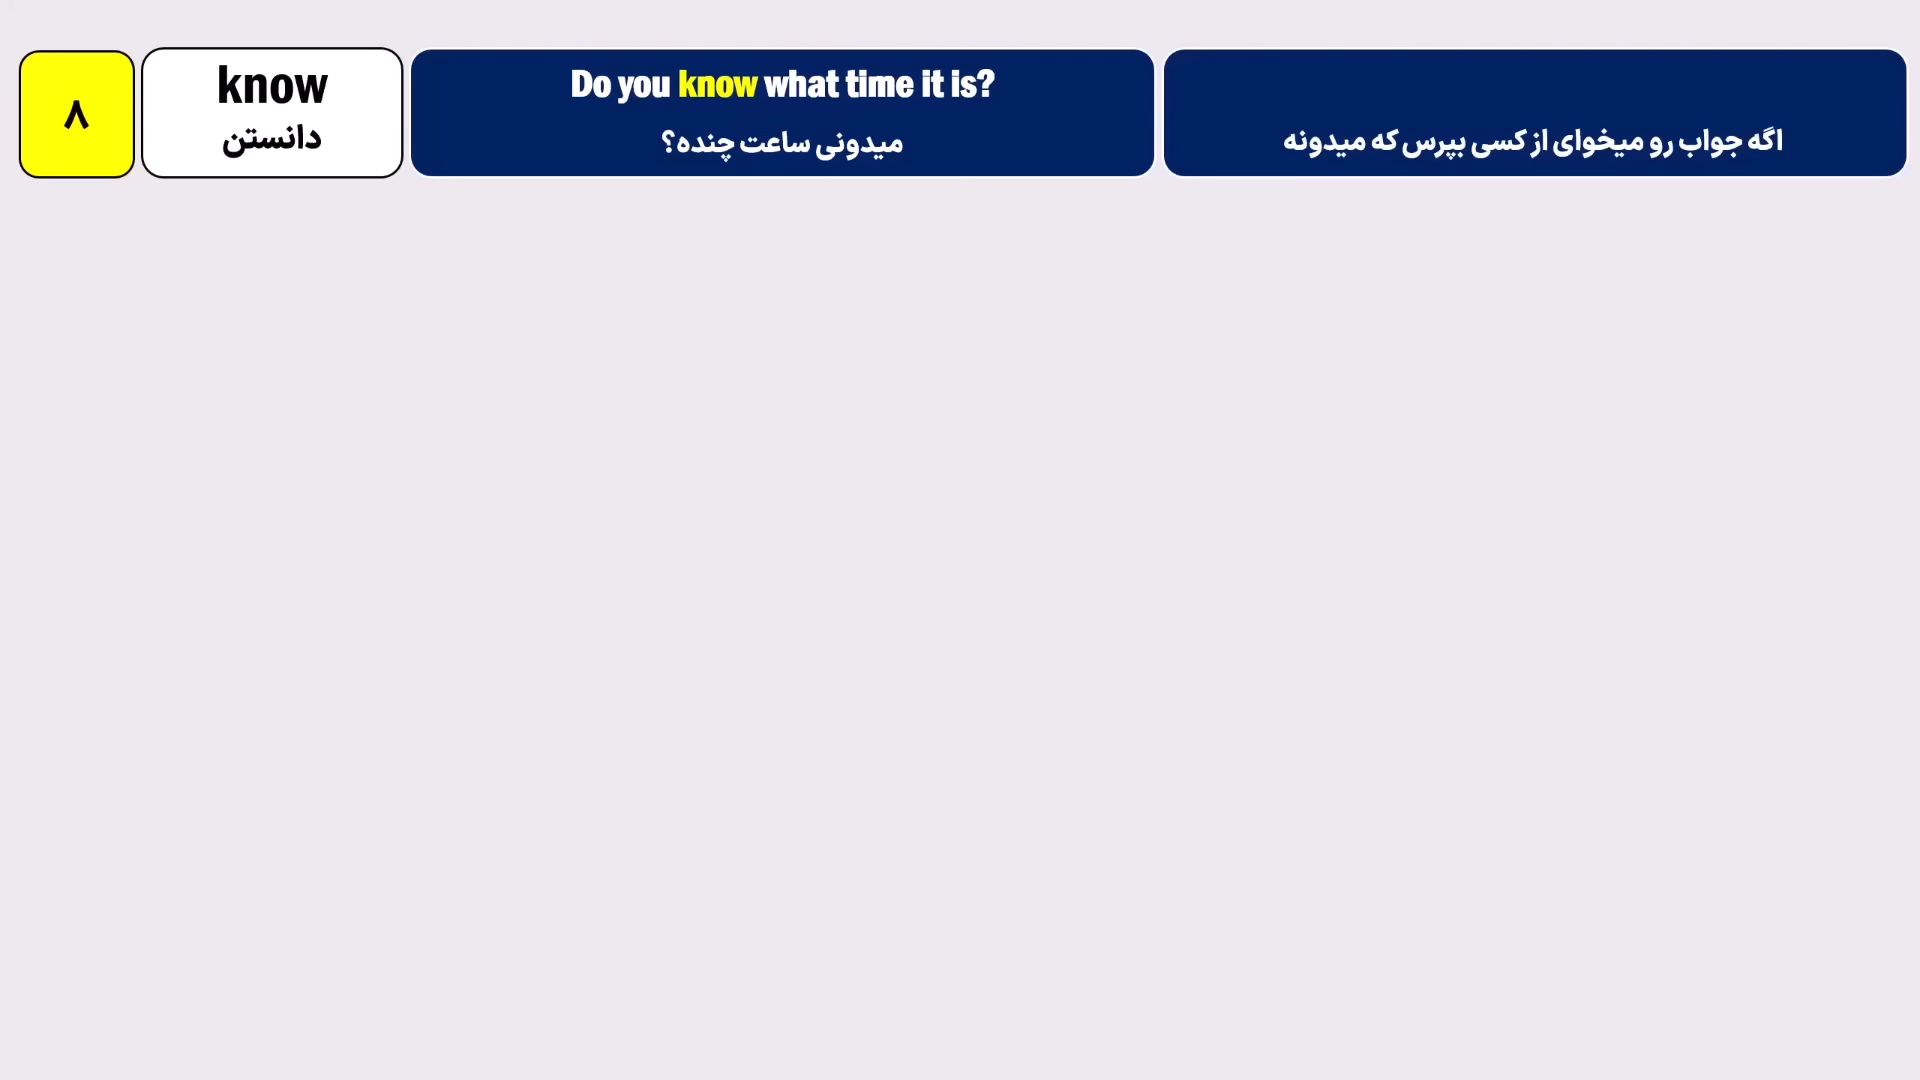 ۸
know
دانستن
Do you know what time it is?
میدونی ساعت چنده؟
اگه جواب رو میخوای از کسی بپرس که میدونه